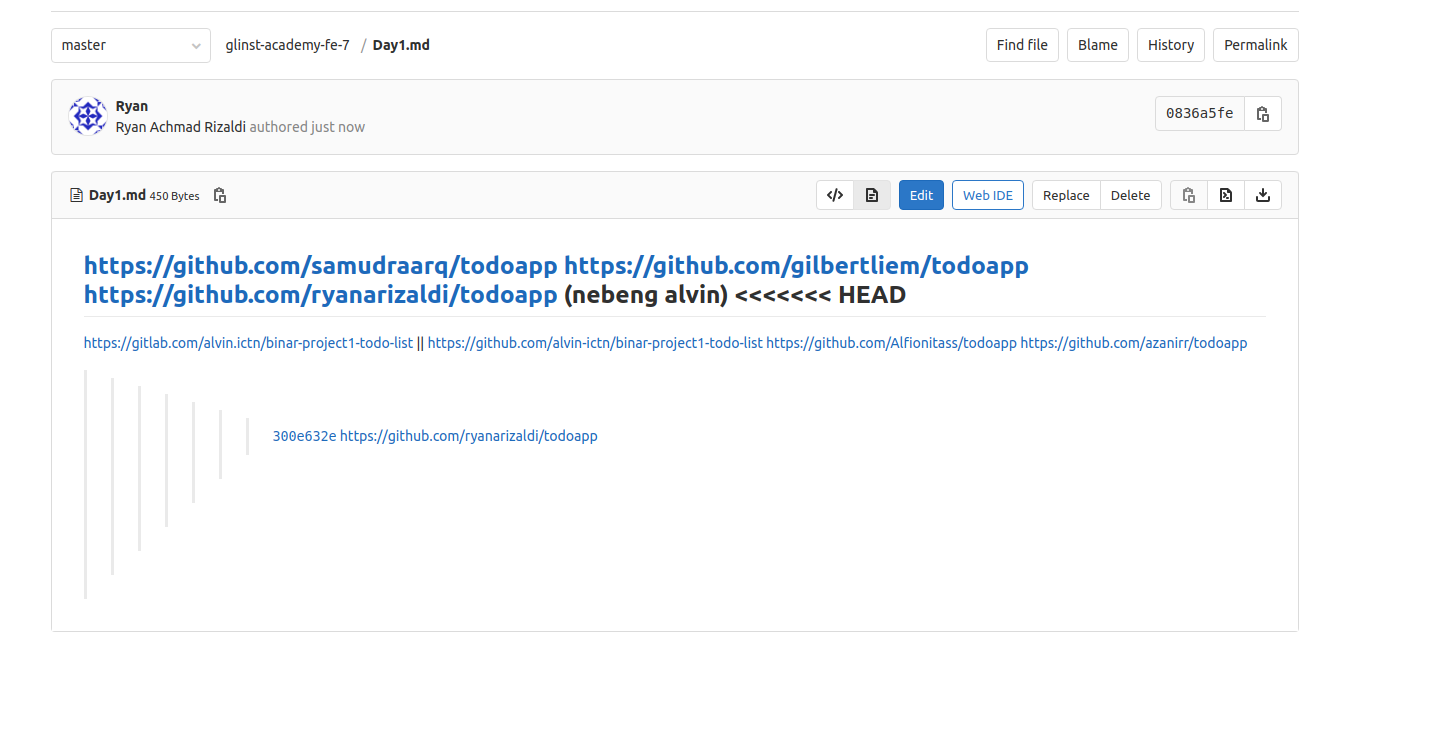 master glinst-academy-fe-7 / Day1.md Find file Blame History Permalink
Ryan
Ryan Achmad Rizaldi authored just now 0836a5fe
Day1.md 450 Bytes </> Edit Web IDE Replace Delete
https://github.com/samudraarq/todoapp https://github.com/gilbertliem/todoapp
https://github.com/ryanarizaldi/todoapp (nebeng alvin) <<<<<<< HEAD
https://gitlab.com/alvin.ictn/binar-project1-todo-list || https://github.com/alvin-ictn/binar-project1-todo-list https://github.com/Alfionitass/todoapp https://github.com/azanirr/todoapp
300e632e https://github.com/ryanarizaldi/todoapp